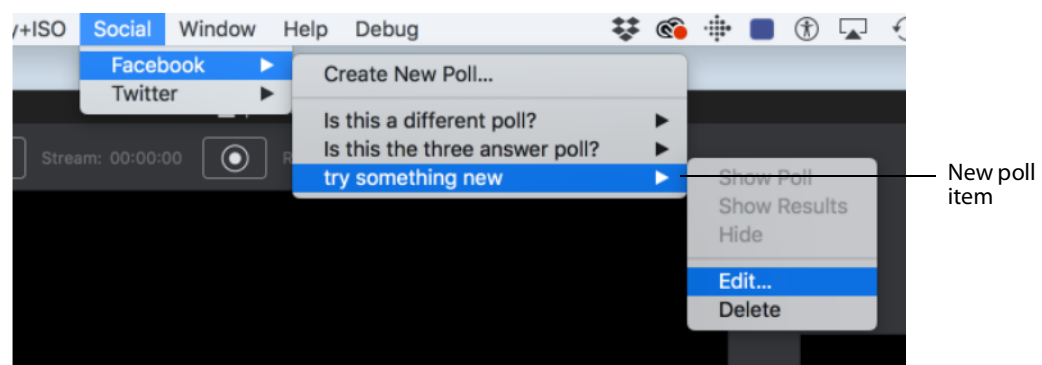 y+ISO Social Window Help Debug
Facebook
Twitter
Create New Poll...
Is this a different poll?
Is this the three answer poll?
try something new
Stream: 00:00:00
R
Show Poll
Show Results
Hide
Edit...
Delete
New poll
item